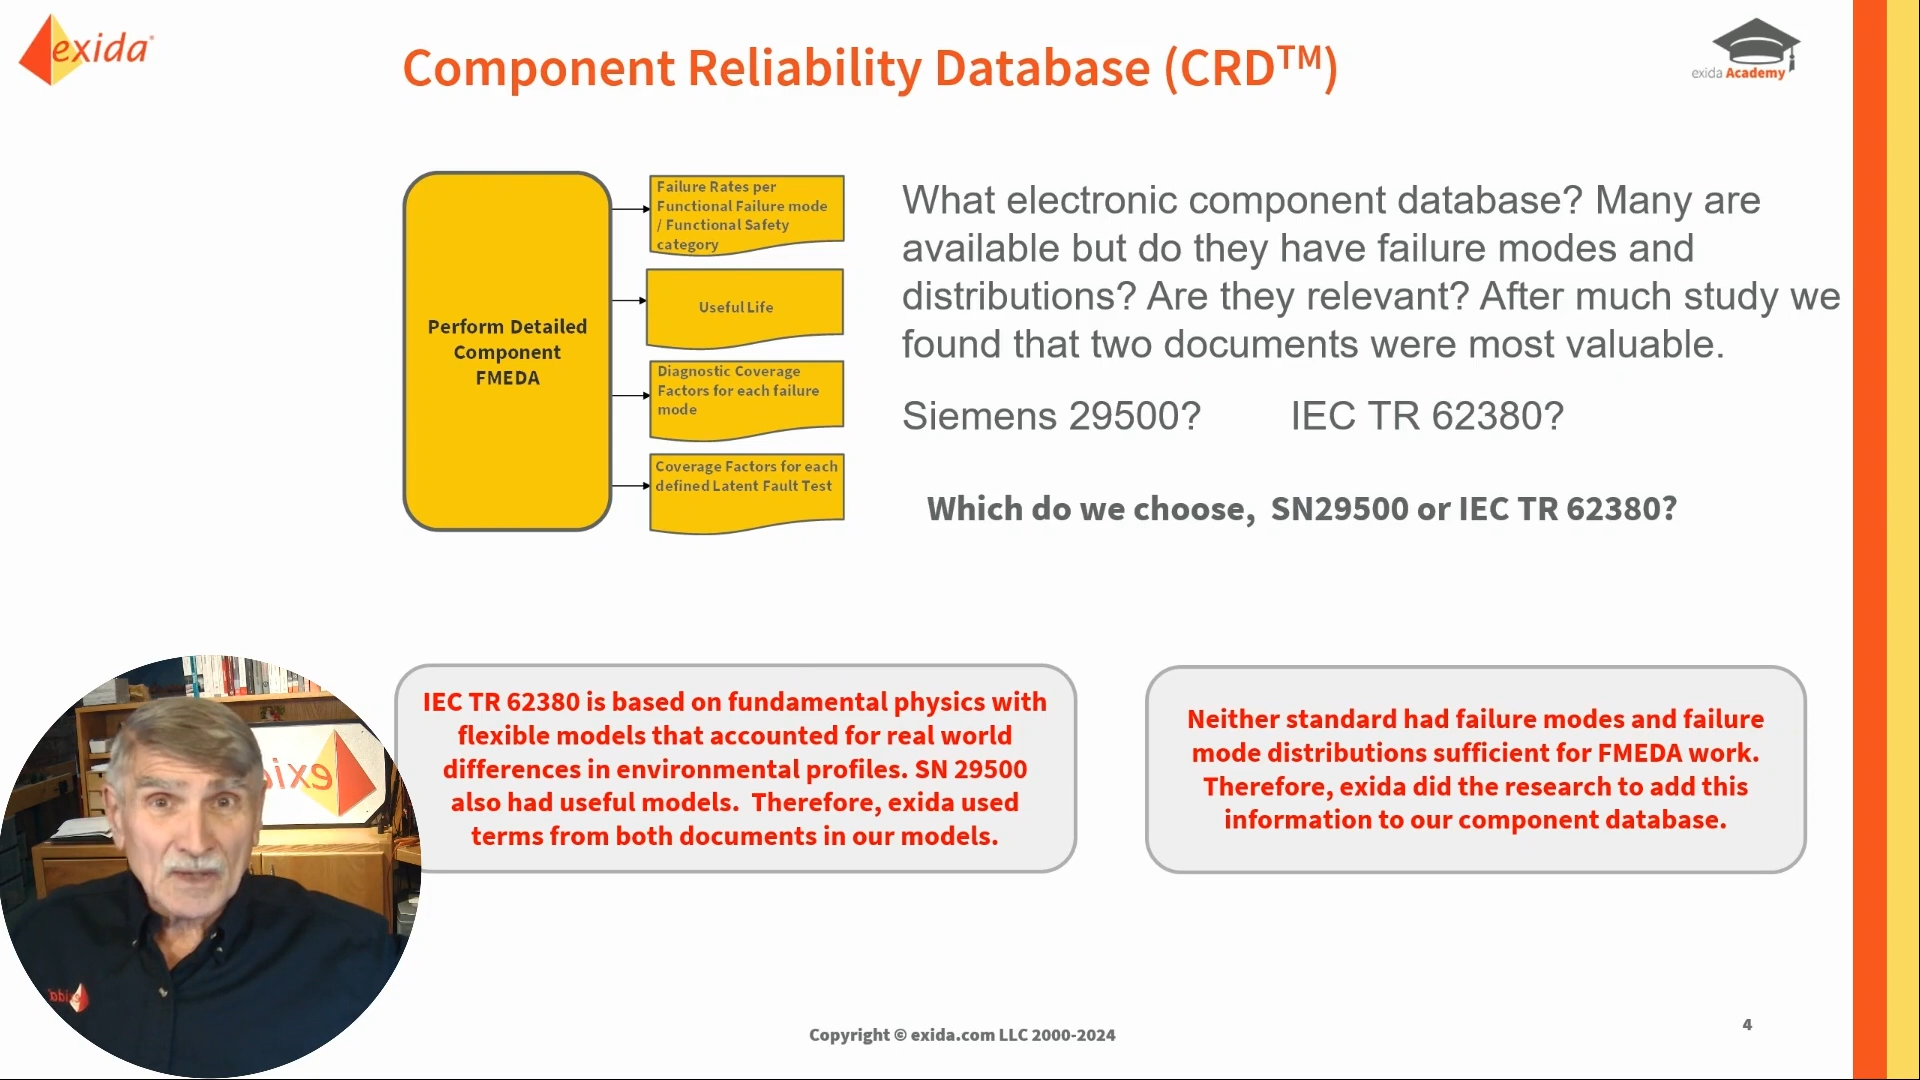 exida
Component Reliability Database (CRD™)
exida Academy
Perform Detailed
Component
FMEDA
Failure Rates per
Functional Failure mode
/ Functional Safety
category
Useful Life
Diagnostic Coverage
Factors for each failure
mode
Coverage Factors for each
defined Latent Fault Test
What electronic component database? Many are
available but do they have failure modes and
distributions? Are they relevant? After much study we
found that two documents were most valuable.
Siemens 29500? IEC TR 62380?
Which do we choose, SN29500 or IEC TR 62380?
IEC TR 62380 is based on fundamental physics with
flexible models that accounted for real world
differences in environmental profiles. SN 29500
also had useful models. Therefore, exida used
terms from both documents in our models.
Neither standard had failure modes and failure
mode distributions sufficient for FMEDA work.
Therefore, exida did the research to add this
information to our component database.
exi
exida
Copyright © exida.com LLC 2000-2024
4